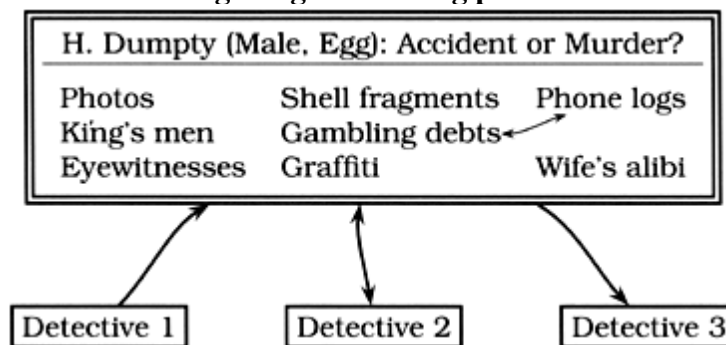 H. Dumpty (Male, Egg): Accident or Murder?
Photos Shell fragments Phone logs
King's men Gambling debts
Eyewitnesses Graffiti Wife's alibi
Detective 1 Detective 2 Detective 3